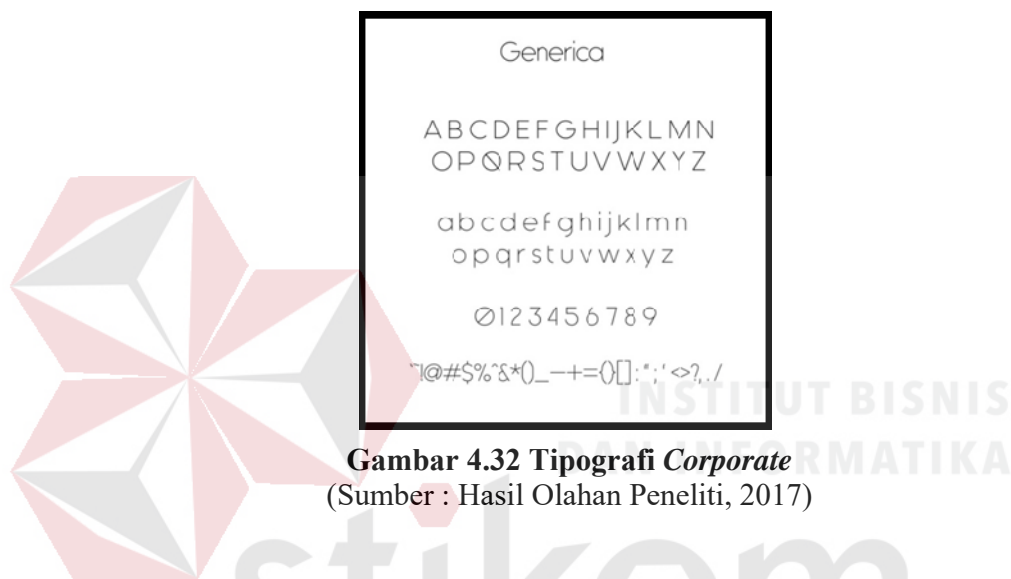 Generica
ABCDEFGHIJKLMN
OPQRSTUVWXYZ
abcdefghijklmn
opqrstuvwxyz
0123456789
`~!@#$%^&*()_—+={}[]:";'<>?,./
INSTITUT BISNIS
DAN INFORMATIKA
Gambar 4.32 Tipografi Corporate
(Sumber : Hasil Olahan Peneliti, 2017)
stikom